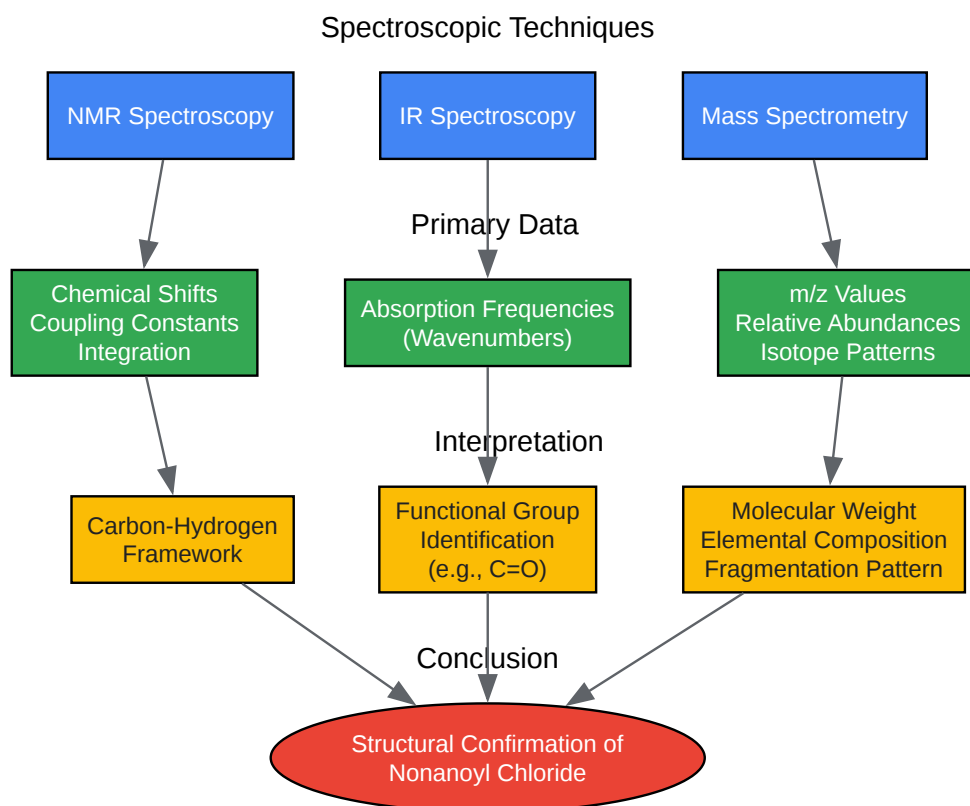 Spectroscopic Techniques
NMR Spectroscopy
IR Spectroscopy
Mass Spectrometry
Primary Data
Chemical Shifts
Coupling Constants
Integration
Absorption Frequencies
(Wavenumbers)
m/z Values
Relative Abundances
Isotope Patterns
Interpretation
Carbon-Hydrogen
Framework
Functional Group
Identification
(e.g., C=O)
Molecular Weight
Elemental Composition
Fragmentation Pattern
Conclusion
Structural Confirmation of
Nonanoyl Chloride